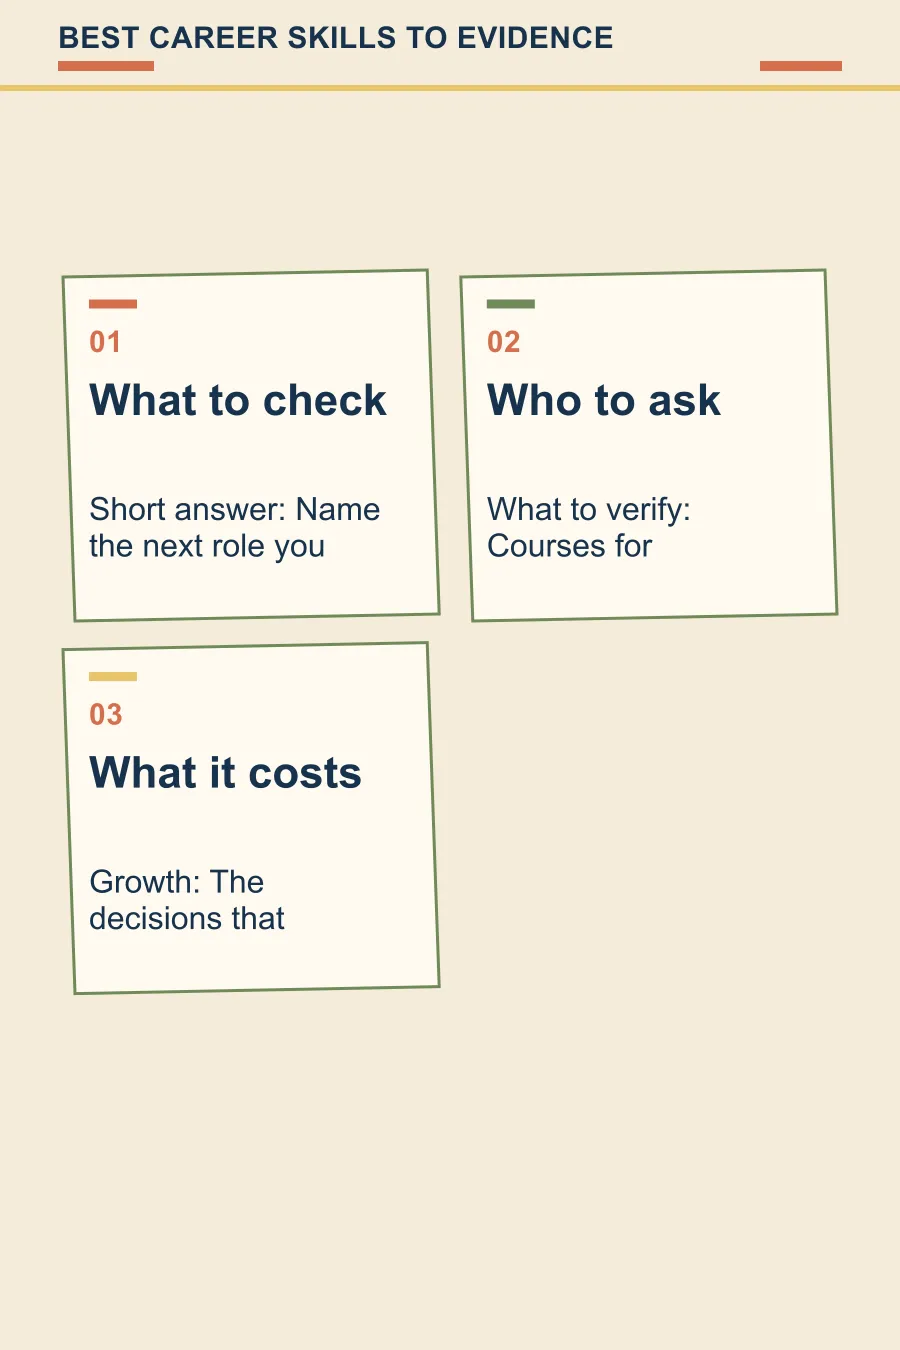 BEST CAREER SKILLS TO EVIDENCE
01
What to check
Short answer: Name
the next role you
02
Who to ask
What to verify:
Courses for
03
What it costs
Growth: The
decisions that